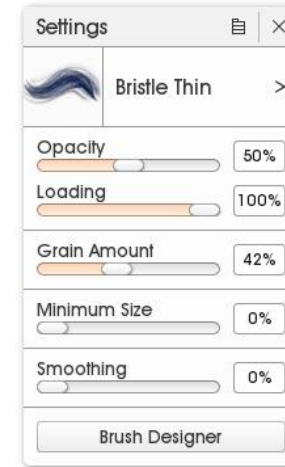 Settings
Bristle Thin >
Opacity 50%
Loading 100%
Grain Amount 42%
Minimum Size 0%
Smoothing 0%
Brush Designer